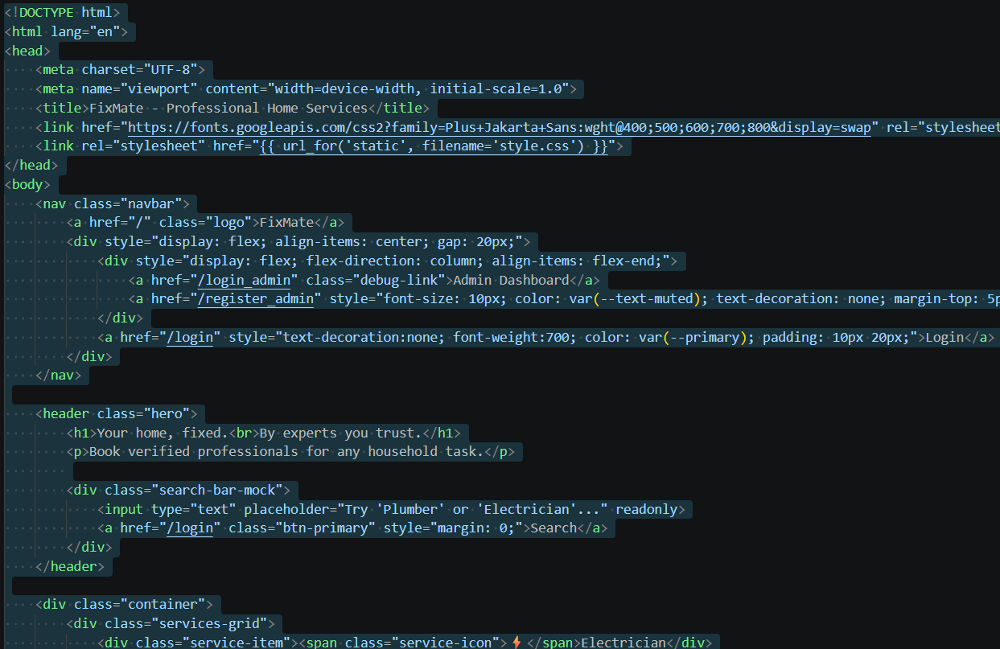 <!DOCTYPE html>
<html lang="en">
<head>
    <meta charset="UTF-8">
    <meta name="viewport" content="width=device-width, initial-scale=1.0">
    <title>FixMate - Professional Home Services</title>
    <link href="https://fonts.googleapis.com/css2?family=Plus+Jakarta+Sans:wght@400;500;600;700;800&display=swap" rel="stylesheet
    <link rel="stylesheet" href="{{ url_for('static', filename='style.css') }}">
</head>
<body>
    <nav class="navbar">
        <a href="/" class="logo">FixMate</a>
        <div style="display: flex; align-items: center; gap: 20px;">
            <div style="display: flex; flex-direction: column; align-items: flex-end;">
                <a href="/login_admin" class="debug-link">Admin Dashboard</a>
                <a href="/register_admin" style="font-size: 10px; color: var(--text-muted); text-decoration: none; margin-top: 5p
            </div>
            <a href="/login" style="text-decoration:none; font-weight:700; color: var(--primary); padding: 10px 20px;">Login</a>
        </div>
    </nav>

    <header class="hero">
        <h1>Your home, fixed.<br>By experts you trust.</h1>
        <p>Book verified professionals for any household task.</p>

        <div class="search-bar-mock">
            <input type="text" placeholder="Try 'Plumber' or 'Electrician'..." readonly>
            <a href="/login" class="btn-primary" style="margin: 0;">Search</a>
        </div>
    </header>

    <div class="container">
        <div class="services-grid">
            <div class="service-item"><span class="service-icon">⚡</span>Electrician</div>